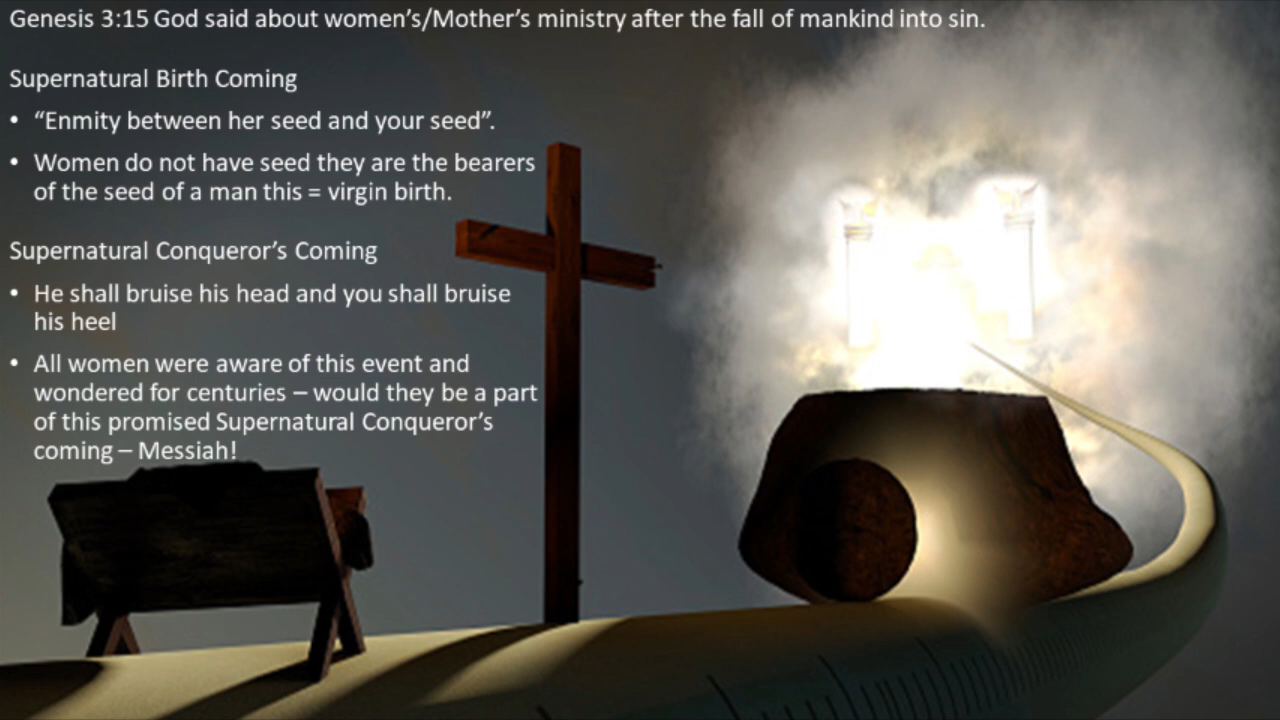 Genesis 3:15 God said about women’s/Mother’s ministry after the fall of mankind into sin.
Supernatural Birth Coming
• “Enmity between her seed and your seed”.
• Women do not have seed they are the bearers
of the seed of a man this = virgin birth.
Supernatural Conqueror’s Coming
• He shall bruise his head and you shall bruise
his heel
• All women were aware of this event and
wondered for centuries – would they be a part
of this promised Supernatural Conqueror’s
coming – Messiah!